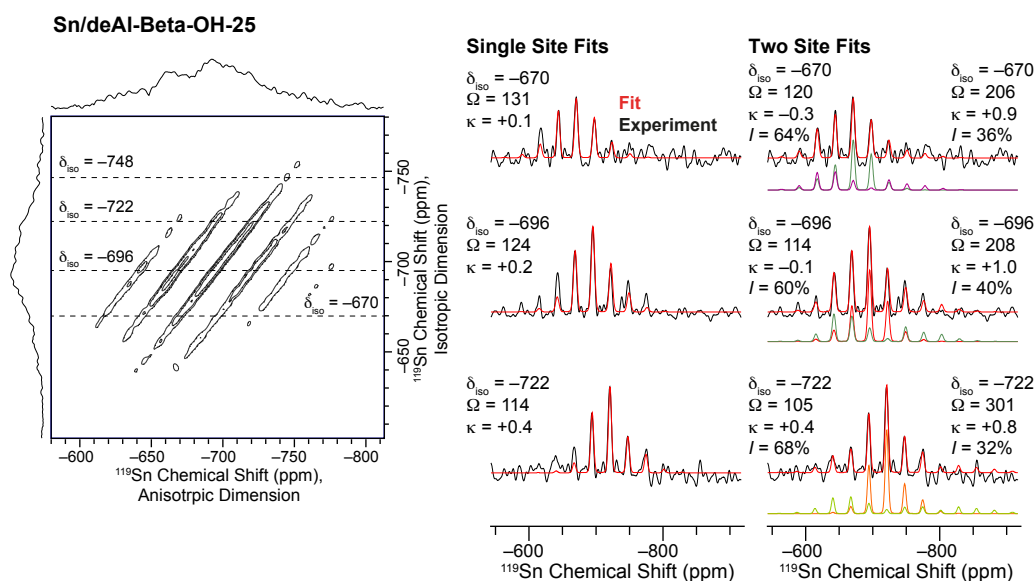 Sn/deAl-Beta-OH-25
δiso = –748
δiso = –722
δiso = –696
δiso = –670
–750
–700
–650
¹¹⁹Sn Chemical Shift (ppm),
Isotropic Dimension
–600
–650
–700
–750
–800
¹¹⁹Sn Chemical Shift (ppm),
Anisotrpic Dimension
Single Site Fits
δiso = –670
Ω = 131
κ = +0.1
Fit
Experiment
δiso = –696
Ω = 124
κ = +0.2
δiso = –722
Ω = 114
κ = +0.4
–600
–800
¹¹⁹Sn Chemical Shift (ppm)
Two Site Fits
δiso = –670
Ω = 120
κ = –0.3
I = 64%
δiso = –670
Ω = 206
κ = +0.9
I = 36%
δiso = –696
Ω = 114
κ = –0.1
I = 60%
δiso = –696
Ω = 208
κ = +1.0
I = 40%
δiso = –722
Ω = 105
κ = +0.4
I = 68%
δiso = –722
Ω = 301
κ = +0.8
I = 32%
–600
–800
¹¹⁹Sn Chemical Shift (ppm)